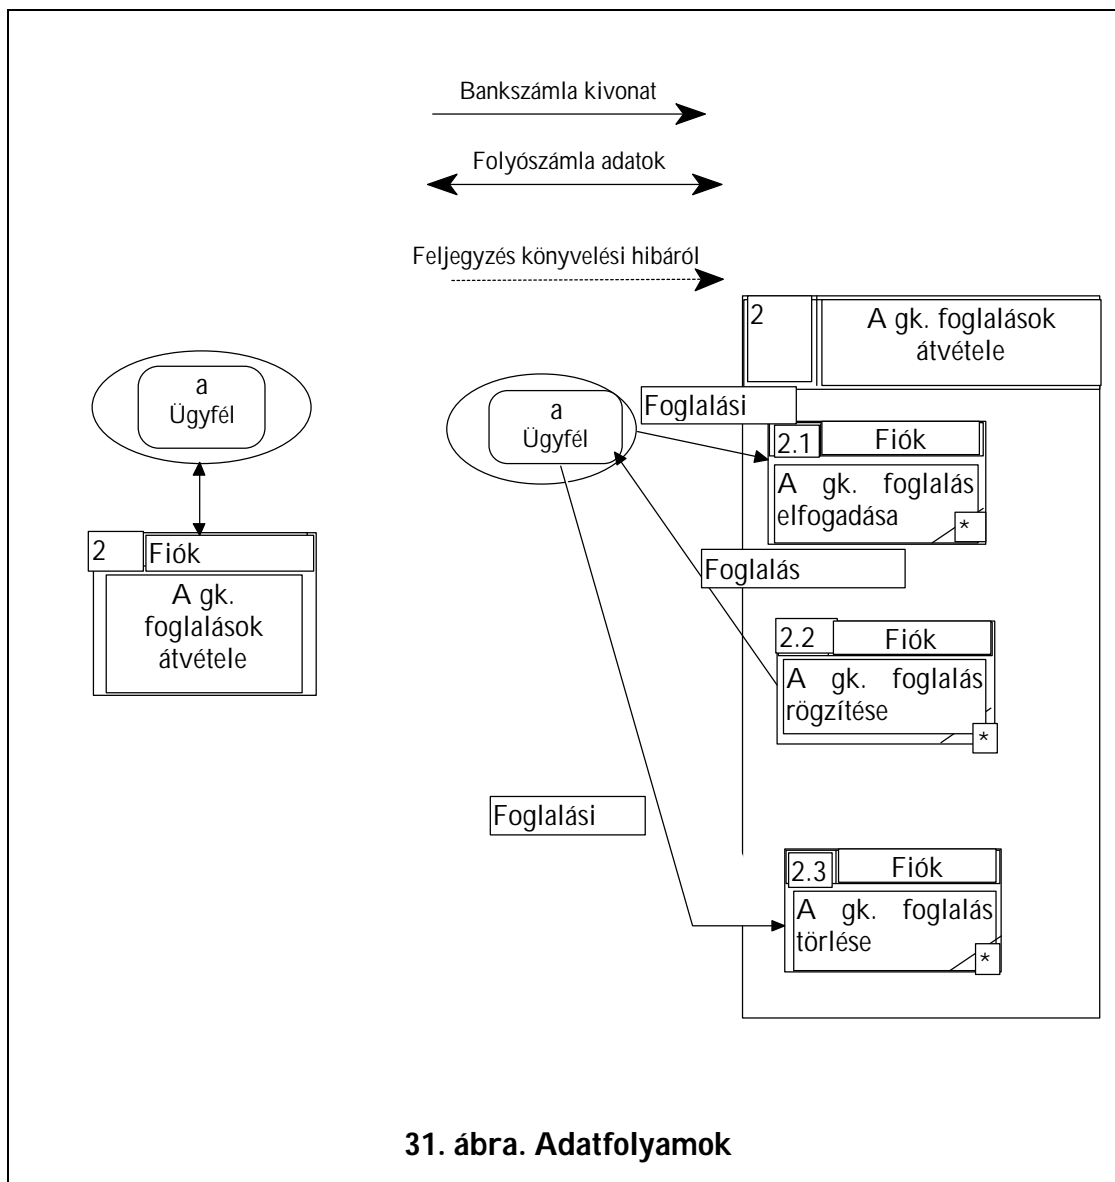 Bankszámla kivonat
Folyószámla adatok
Feljegyzés könyvelési hibáról
a
Ügyfél
2 Fiók
A gk.
foglalások
átvétele
a
Ügyfél
Foglalási
Foglalás
Foglalási
2 A gk. foglalások
átvétele
2.1 Fiók
A gk. foglalás
elfogadása
*
2.2 Fiók
A gk. foglalás
rögzítése
*
2.3 Fiók
A gk. foglalás
törlése
*
31. ábra. Adatfolyamok